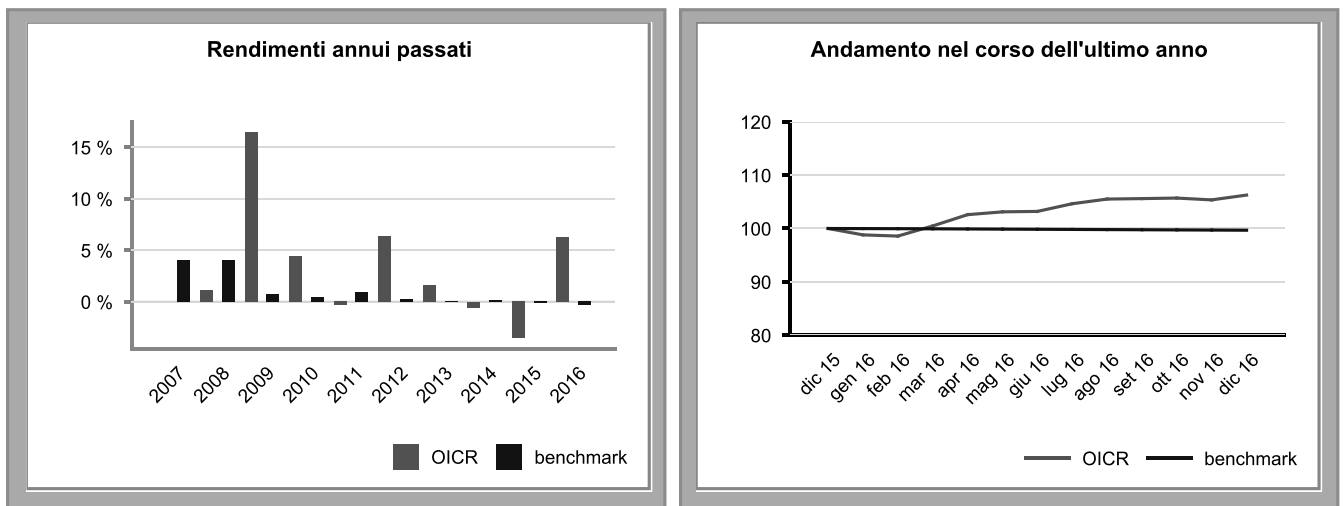 Rendimenti annui passati
15 %
10 %
5 %
0 %
2007
2008
2009
2010
2011
2012
2013
2014
2015
2016
OICR
benchmark
Andamento nel corso dell'ultimo anno
120
110
100
90
80
dic 15
gen 16
feb 16
mar 16
apr 16
mag 16
giu 16
lug 16
ago 16
set 16
ott 16
nov 16
dic 16
OICR
benchmark